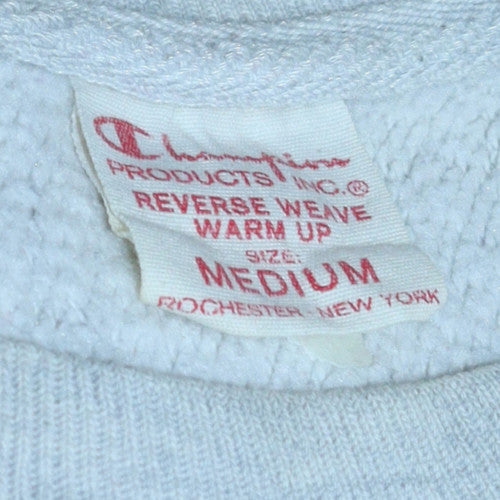 Champion
PRODUCTS INC.®
REVERSE WEAVE
WARM UP
SIZE:
MEDIUM
ROCHESTER, NEW YORK